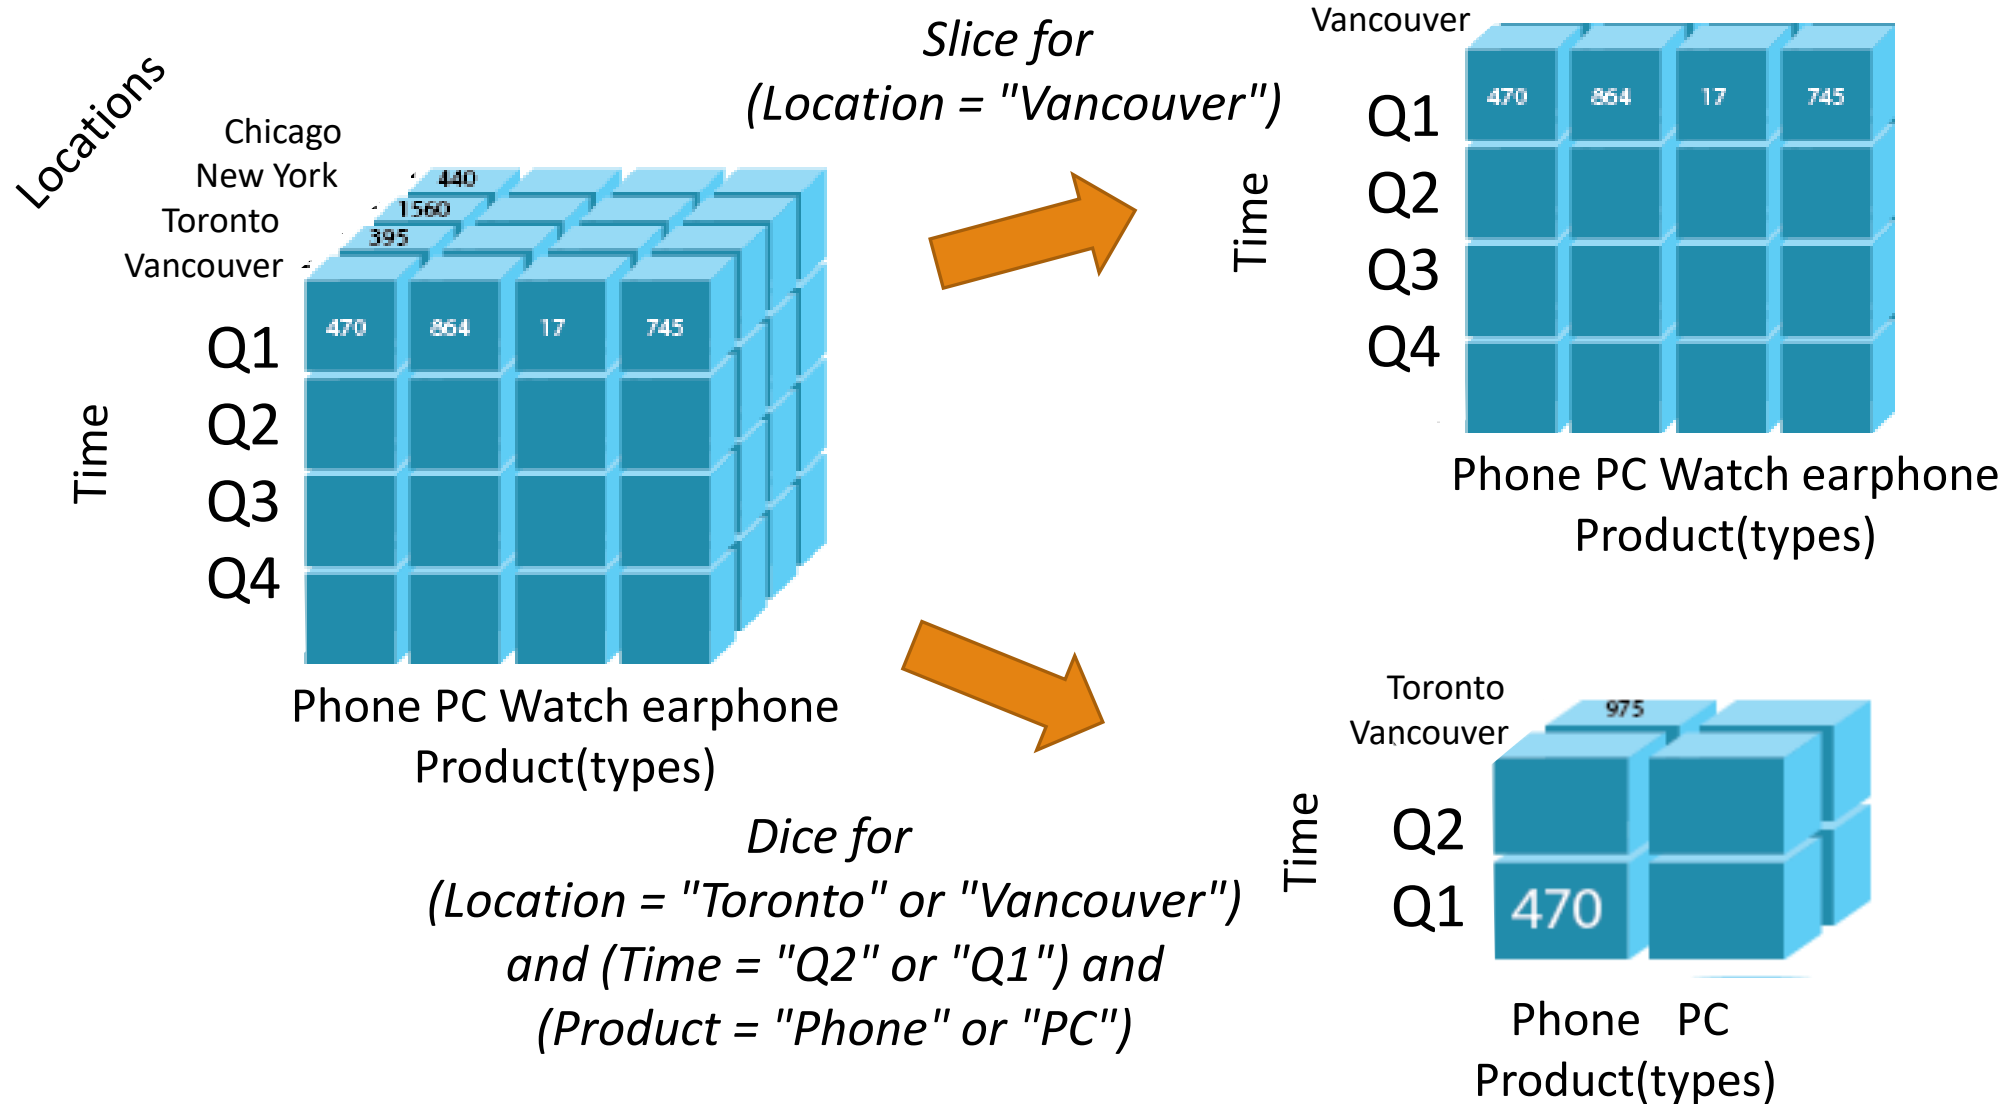 Locations
Chicago
New York
Toronto
Vancouver
440
1560
395
470 864 17 745
Q1
Q2
Q3
Q4
Time
Phone PC Watch earphone
Product(types)
Slice for
(Location = "Vancouver")
Vancouver
470 864 17 745
Q1
Q2
Q3
Q4
Time
Phone PC Watch earphone
Product(types)
Dice for
(Location = "Toronto" or "Vancouver")
and (Time = "Q2" or "Q1") and
(Product = "Phone" or "PC")
Toronto
Vancouver
975
Q2
Q1
470
Time
Phone PC
Product(types)